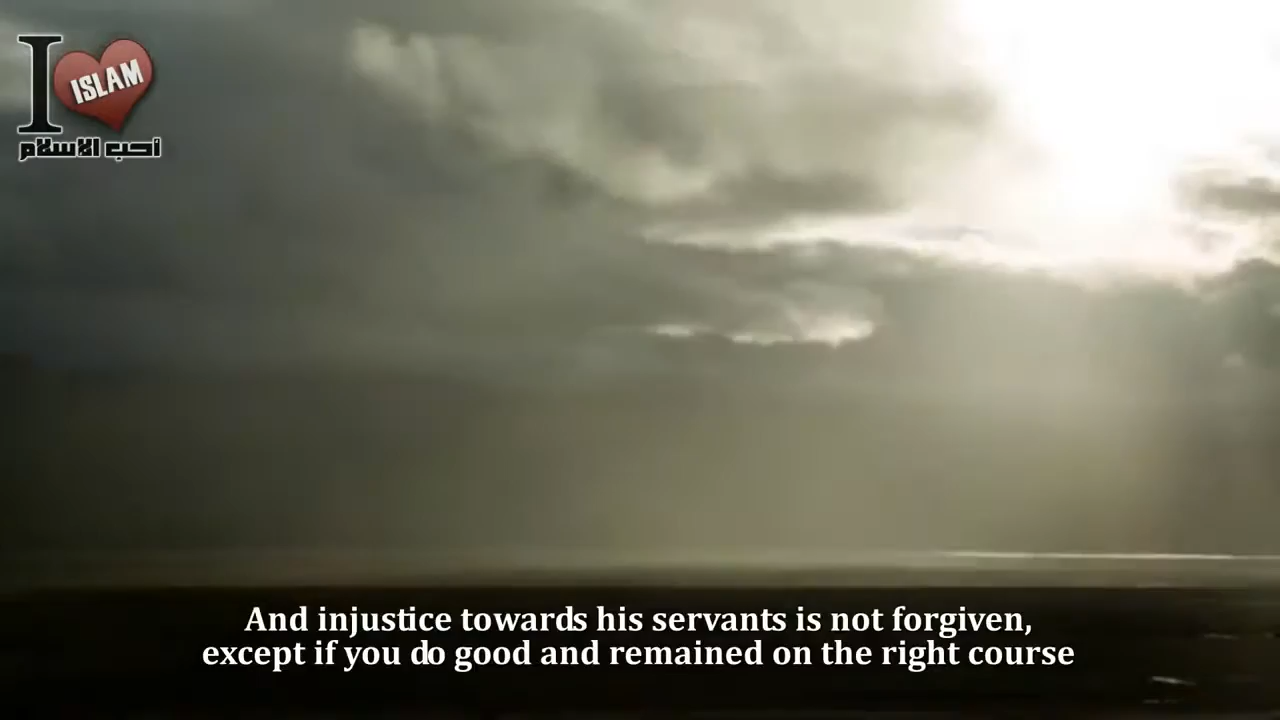 I ISLAM
أحب الاسلام
And injustice towards his servants is not forgiven,
except if you do good and remained on the right course